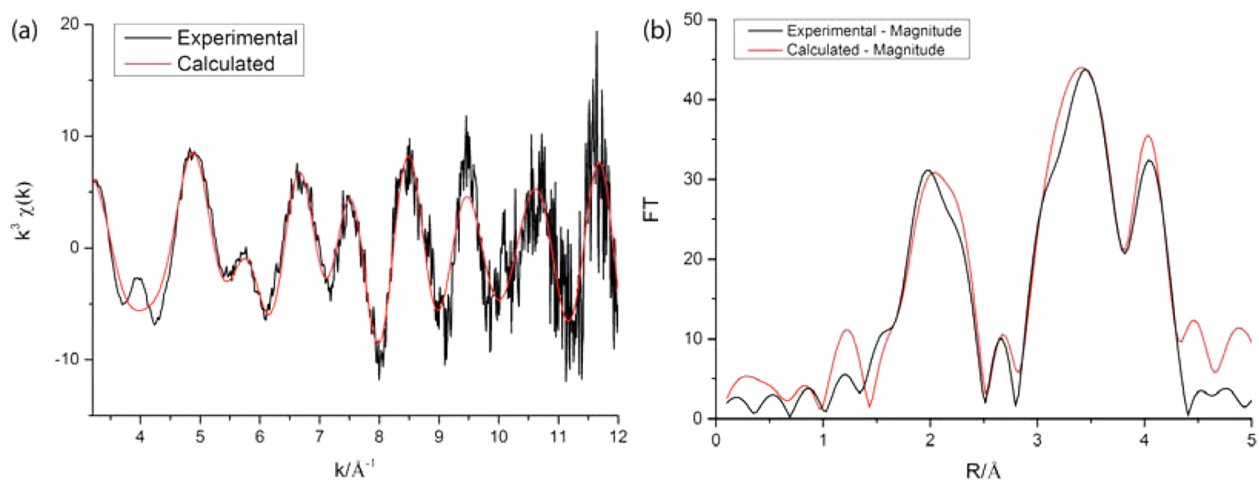 (a)
20
10
0
-10
k³ χ(k)
Experimental
Calculated
4 5 6 7 8 9 10 11 12
k/Å⁻¹
(b)
50
40
30
20
10
0
FT
Experimental - Magnitude
Calculated - Magnitude
0 1 2 3 4 5
R/Å